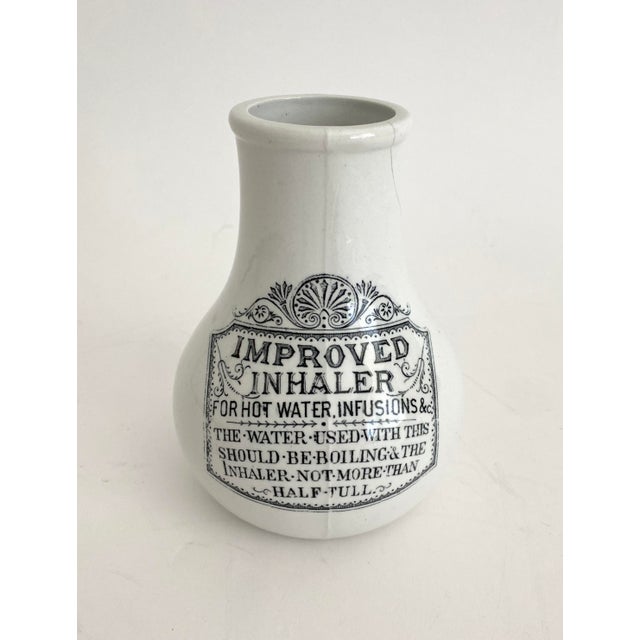 IMPROVED
INHALER
FOR HOT WATER, INFUSIONS &c
THE · WATER · USED · WITH THIS
SHOULD · BE · BOILING · & THE
INHALER · NOT · MORE · THAN
HALF · FULL.